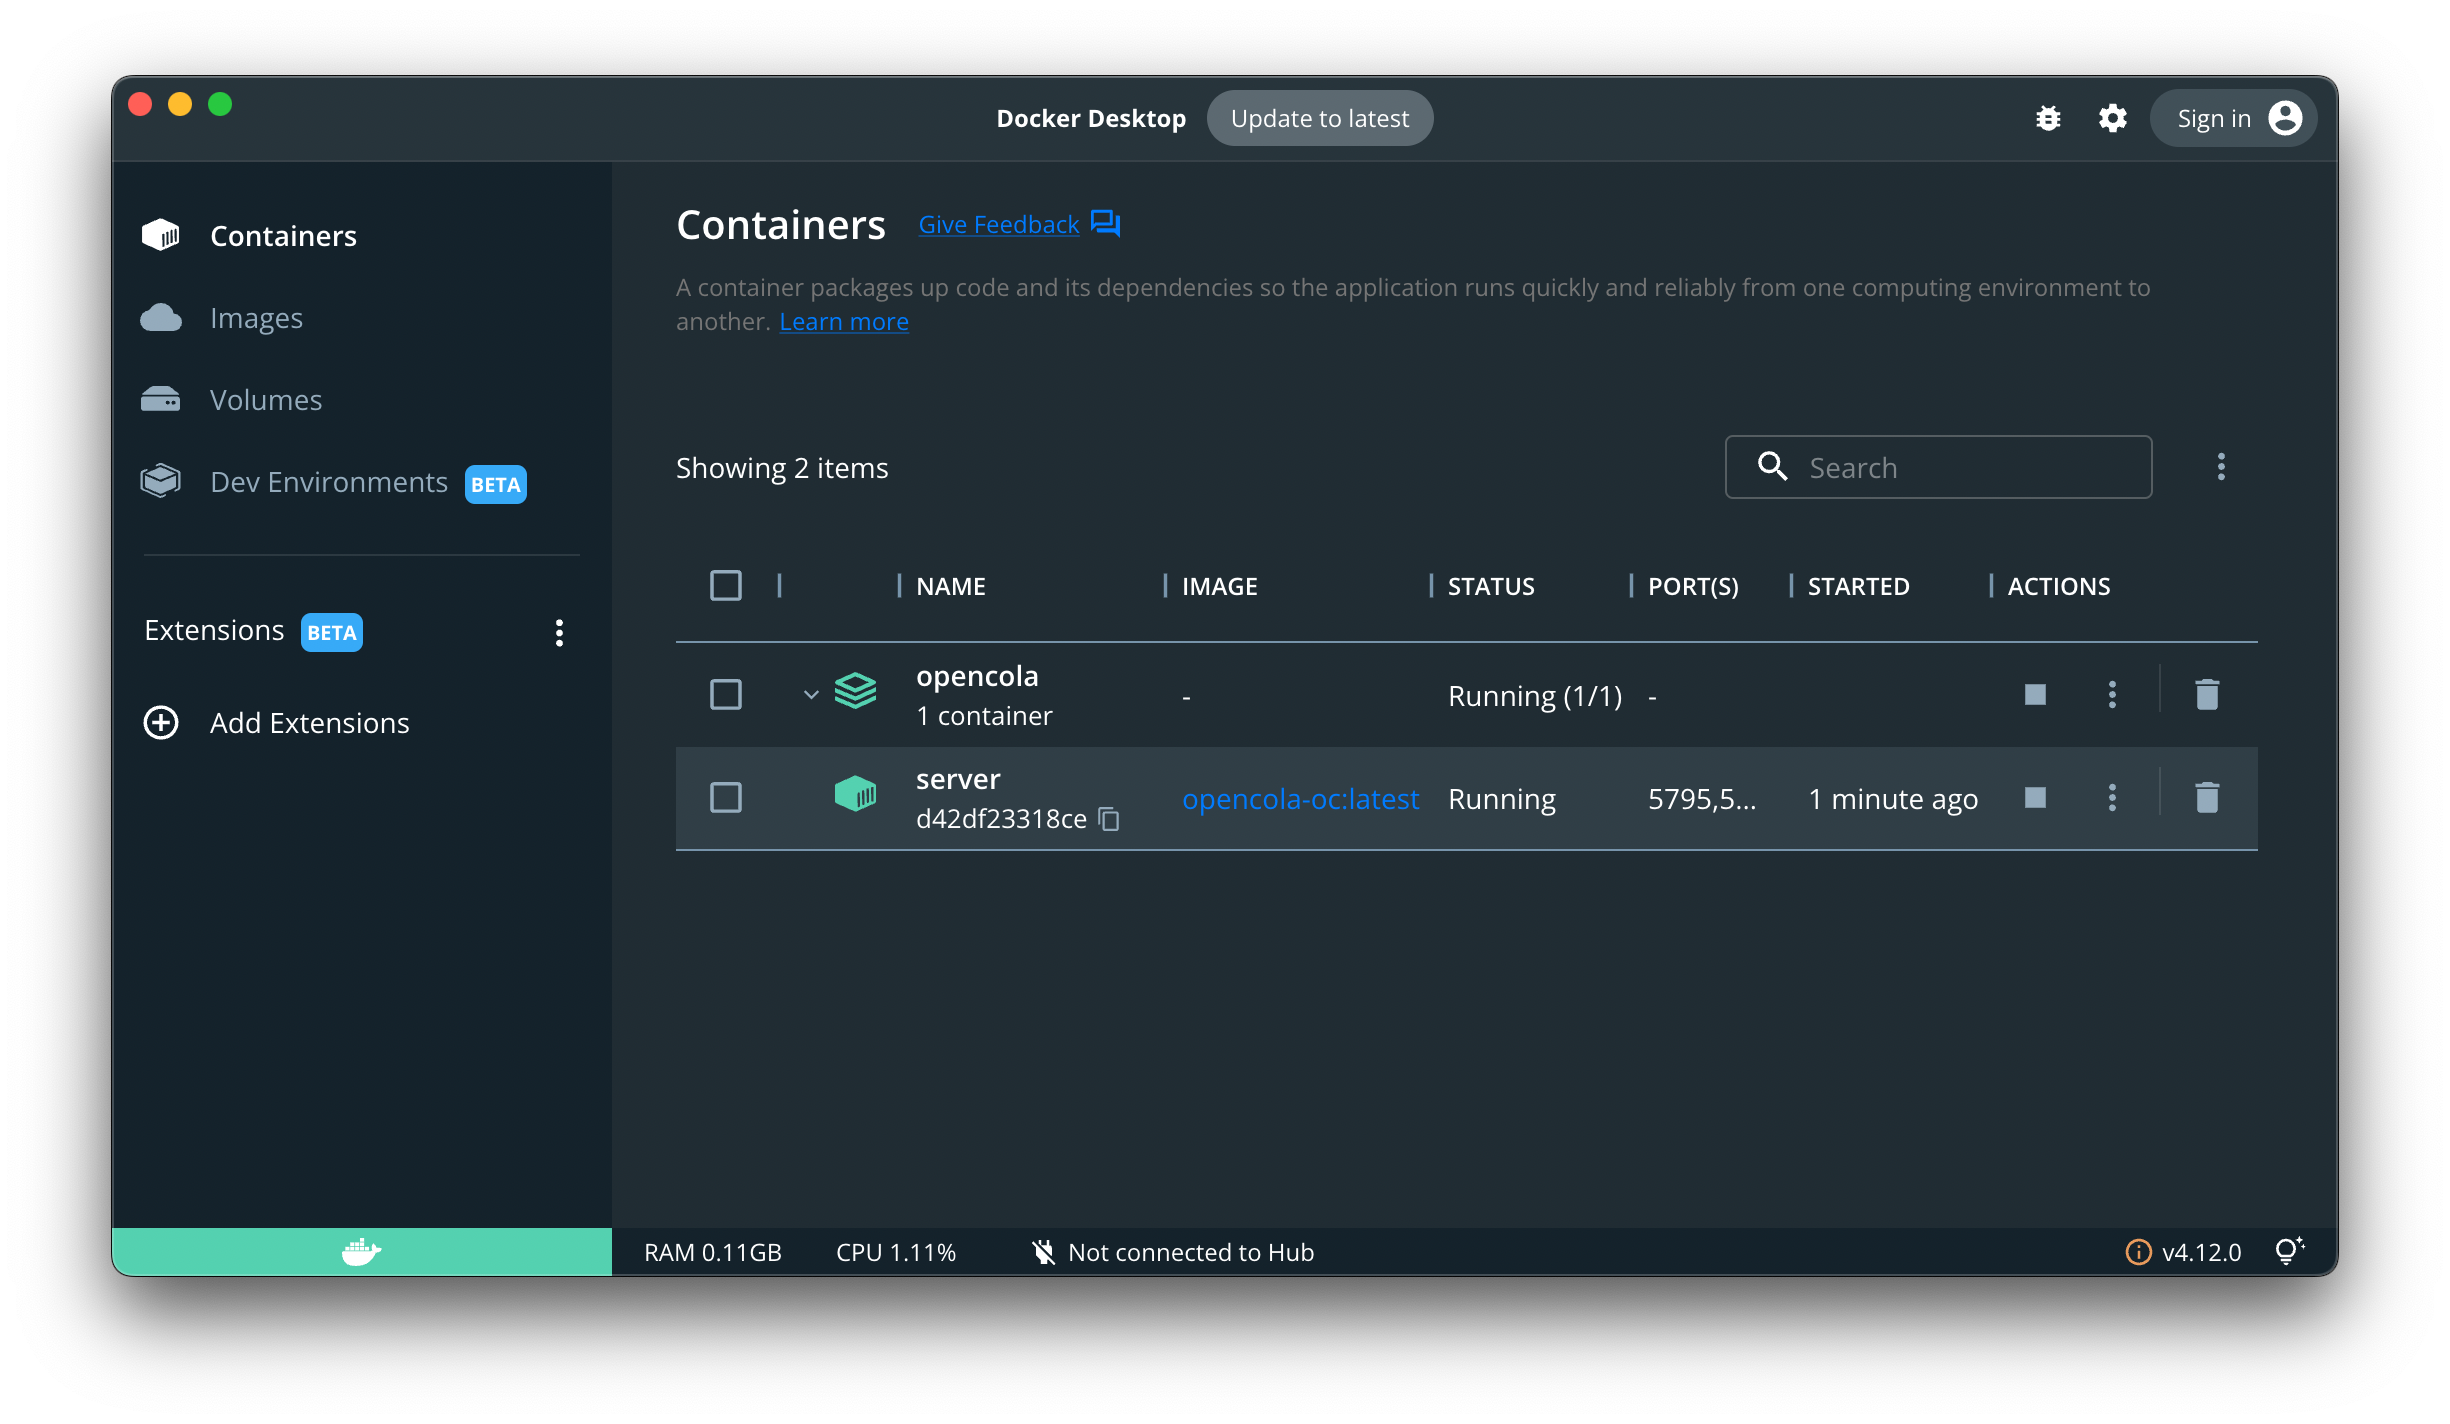 Docker Desktop Update to latest Sign in
Containers
Images
Volumes
Dev Environments BETA
Extensions BETA
Add Extensions
Containers Give Feedback
A container packages up code and its dependencies so the application runs quickly and reliably from one computing environment to
another. Learn more
Showing 2 items Search
NAME IMAGE STATUS PORT(S) STARTED ACTIONS
opencola
1 container
- Running (1/1) -
server
d42df23318ce
opencola-oc:latest Running 5795,5... 1 minute ago
RAM 0.11GB CPU 1.11% Not connected to Hub v4.12.0